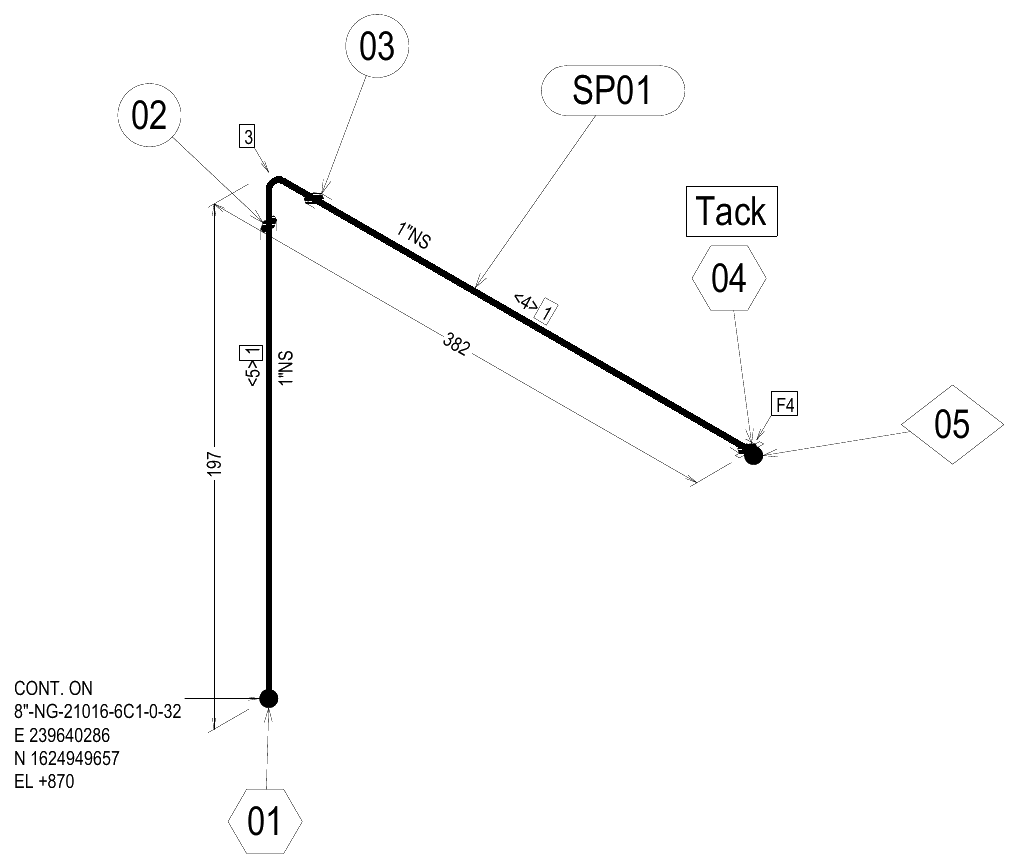 03
SP01
02
3
Tack
1"NS
04
<4> 1
382
<5> 1
1"NS
F4
05
197
CONT. ON
8"-NG-21016-6C1-0-32
E 239640286
N 1624949657
EL +870
01